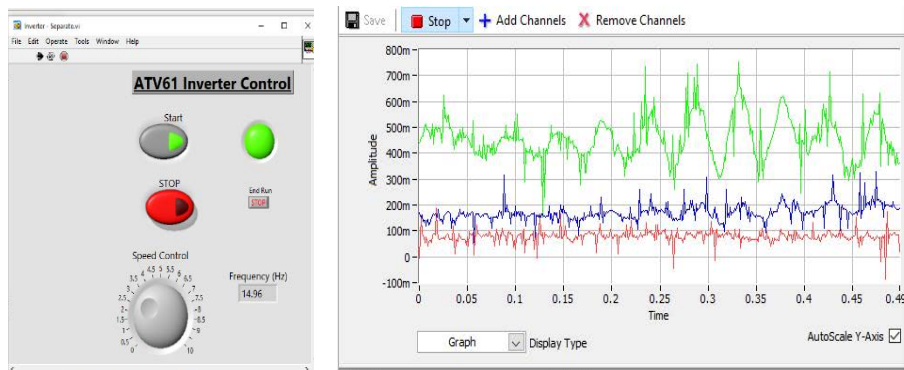 Inverter - Separate.vi
File Edit Operate Tools Window Help
ATV61 Inverter Control
Start
STOP
End Run
STOP
Speed Control
Frequency (Hz)
14.96
0 0.5 1 1.5 2 2.5 3.5 4 4.5 5 5.5 6 6.5 7.5 8 8.5 9 10
Save Stop Add Channels Remove Channels
800m
700m
600m
500m
400m
300m
200m
100m
0
-100m
Amplitude
0 0.05 0.1 0.15 0.2 0.25 0.3 0.35 0.4 0.45 0.49
Time
Graph Display Type
AutoScale Y-Axis